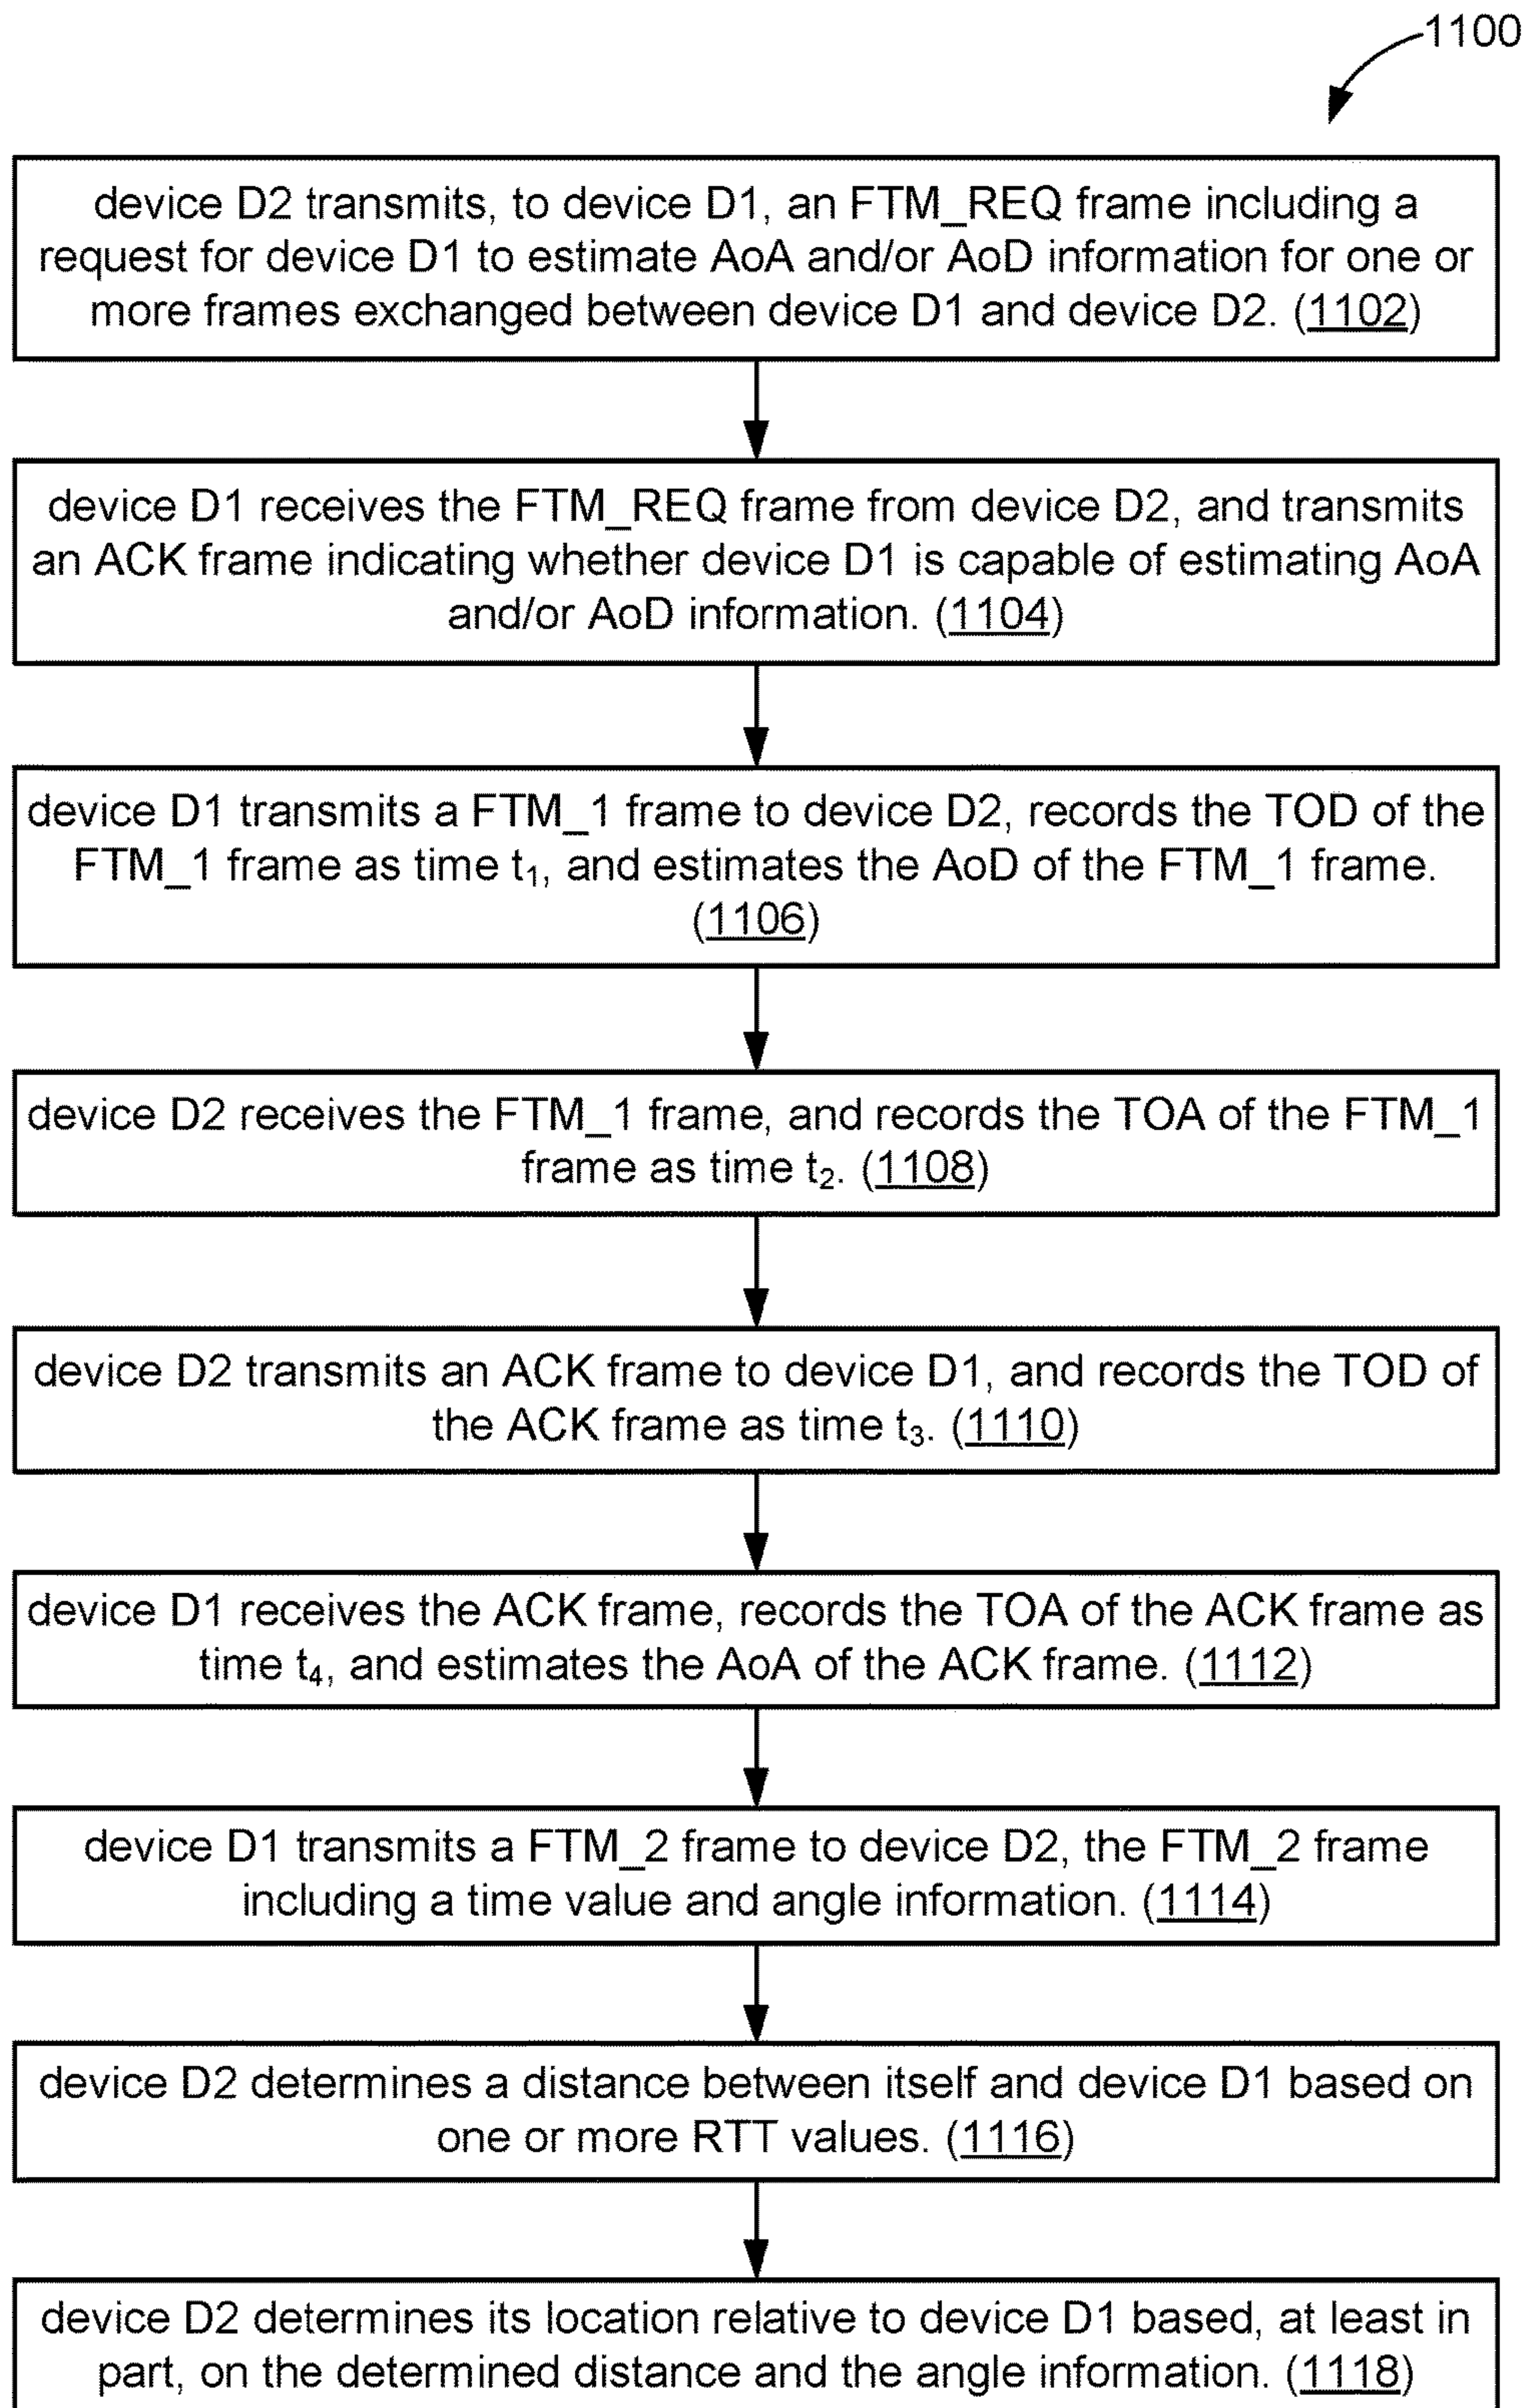 1100
device D2 transmits, to device D1, an FTM_REQ frame including a
request for device D1 to estimate AoA and/or AoD information for one or
more frames exchanged between device D1 and device D2. (1102)
device D1 receives the FTM_REQ frame from device D2, and transmits
an ACK frame indicating whether device D1 is capable of estimating AoA
and/or AoD information. (1104)
device D1 transmits a FTM_1 frame to device D2, records the TOD of the
FTM_1 frame as time t₁, and estimates the AoD of the FTM_1 frame.
(1106)
device D2 receives the FTM_1 frame, and records the TOA of the FTM_1
frame as time t₂. (1108)
device D2 transmits an ACK frame to device D1, and records the TOD of
the ACK frame as time t₃. (1110)
device D1 receives the ACK frame, records the TOA of the ACK frame as
time t₄, and estimates the AoA of the ACK frame. (1112)
device D1 transmits a FTM_2 frame to device D2, the FTM_2 frame
including a time value and angle information. (1114)
device D2 determines a distance between itself and device D1 based on
one or more RTT values. (1116)
device D2 determines its location relative to device D1 based, at least in
part, on the determined distance and the angle information. (1118)